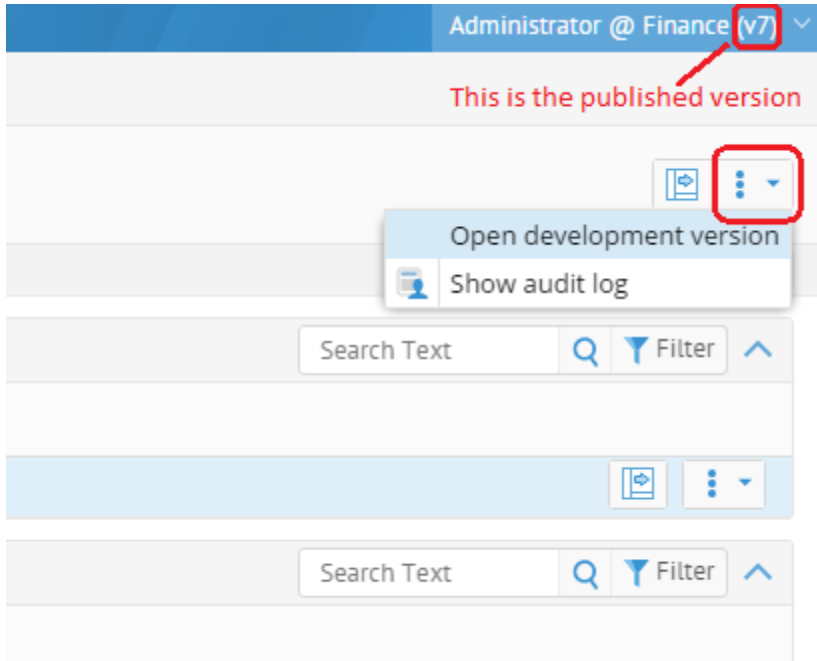 Administrator @ Finance (v7)
This is the published version
Open development version
Show audit log
Search Text
Filter
Search Text
Filter